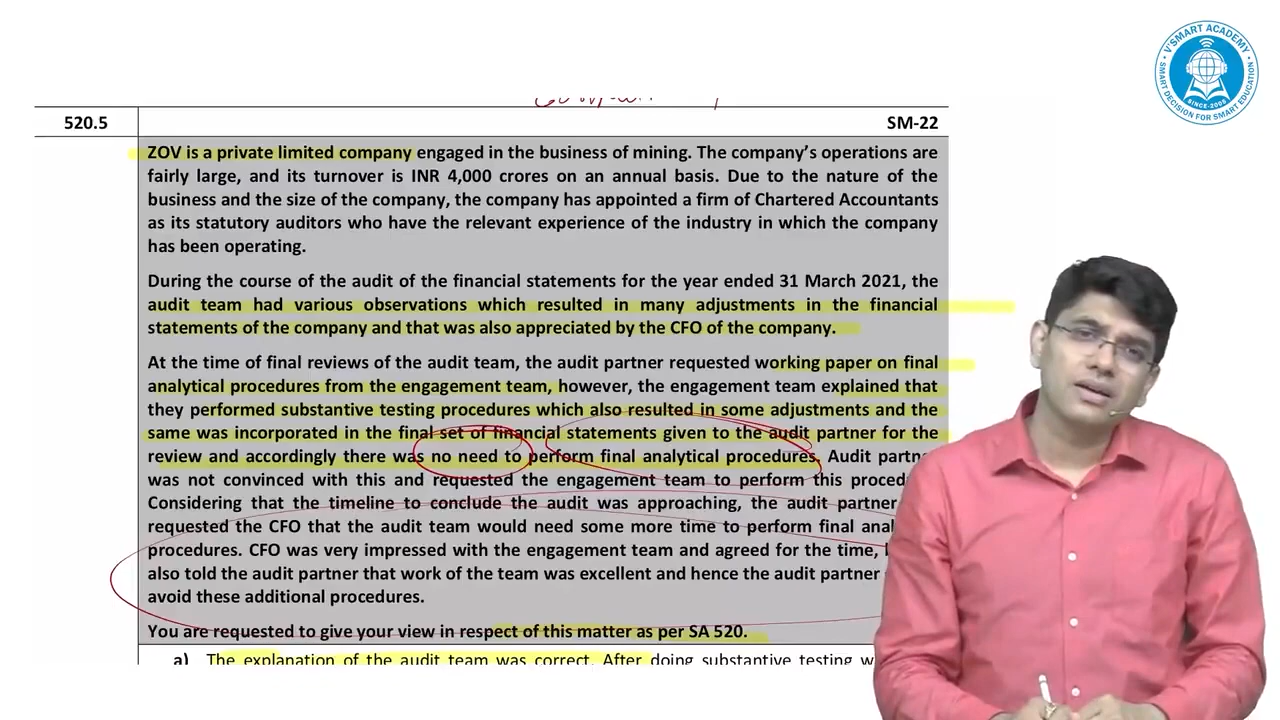 V'SMART ACADEMY
SMART DECISION FOR SMART EDUCATION
SINCE-2006
520.5 SM-22
ZOV is a private limited company engaged in the business of mining. The company's operations are
fairly large, and its turnover is INR 4,000 crores on an annual basis. Due to the nature of the
business and the size of the company, the company has appointed a firm of Chartered Accountants
as its statutory auditors who have the relevant experience of the industry in which the company
has been operating.
During the course of the audit of the financial statements for the year ended 31 March 2021, the
audit team had various observations which resulted in many adjustments in the financial
statements of the company and that was also appreciated by the CFO of the company.
At the time of final reviews of the audit team, the audit partner requested working paper on final
analytical procedures from the engagement team, however, the engagement team explained that
they performed substantive testing procedures which also resulted in some adjustments and the
same was incorporated in the final set of financial statements given to the audit partner for the
review and accordingly there was no need to perform final analytical procedures. Audit
was not convinced with this and requested the engagement team to perform this
Considering that the timeline to conclude the audit was approaching, the audit partner
requested the CFO that the audit team would need some more time to perform final
procedures. CFO was very impressed with the engagement team and agreed for the time,
also told the audit partner that work of the team was excellent and hence the audit partner
avoid these additional procedures.
You are requested to give your view in respect of this matter as per SA 520.
a) The explanation of the audit team was correct. After doing substantive testing